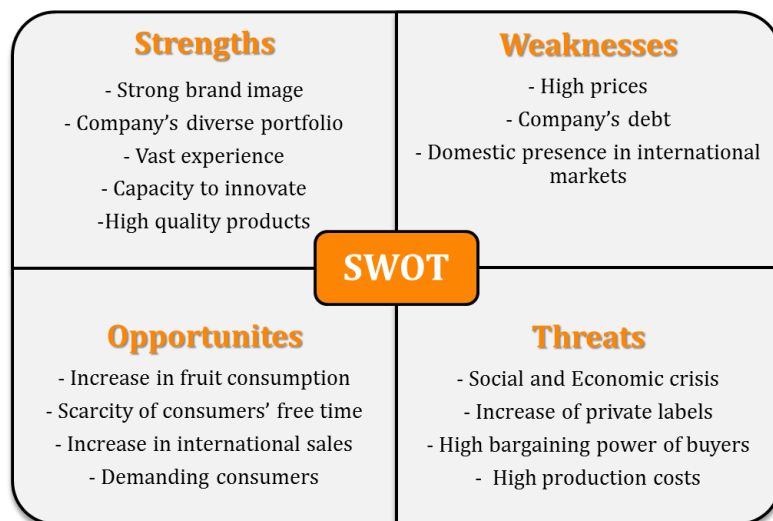 Strengths
- Strong brand image
- Company’s diverse portfolio
- Vast experience
- Capacity to innovate
-High quality products
Weaknesses
- High prices
- Company’s debt
- Domestic presence in international
markets
SWOT
Opportunites
- Increase in fruit consumption
- Scarcity of consumers’ free time
- Increase in international sales
- Demanding consumers
Threats
- Social and Economic crisis
- Increase of private labels
- High bargaining power of buyers
- High production costs